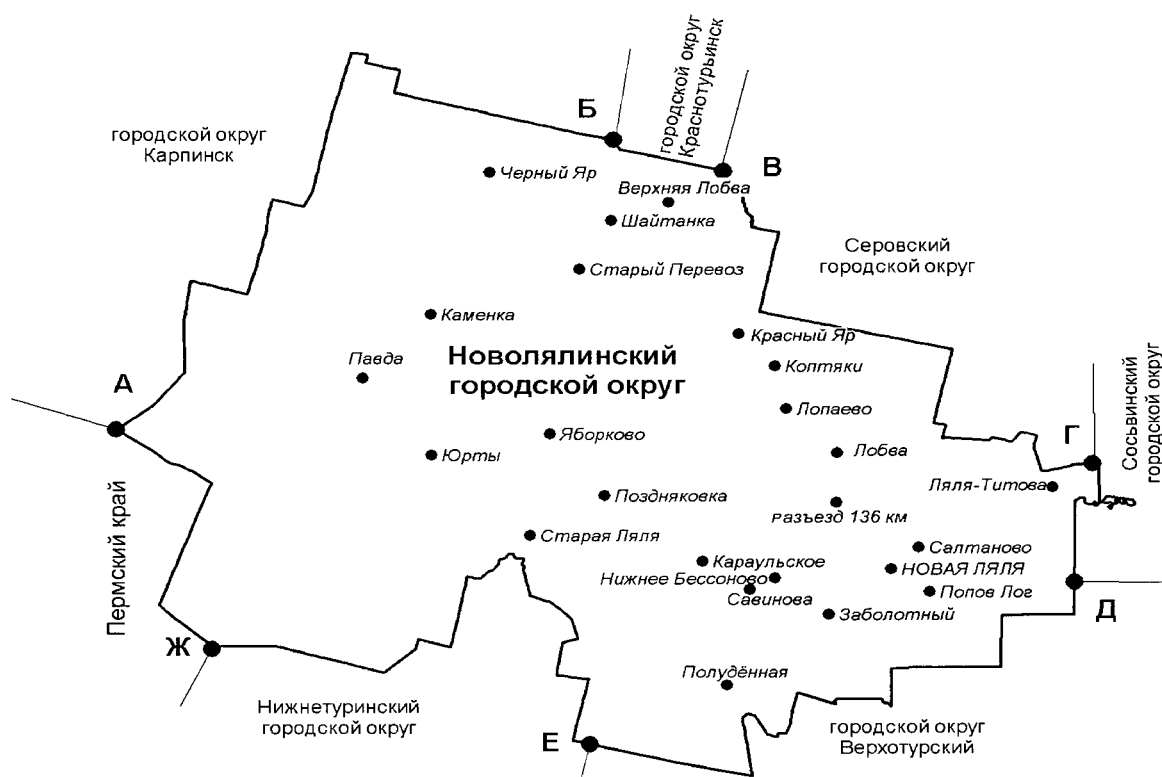 городской округ
Краснотурьинск
Б
городской округ
Карпинск
В
Черный Яр
Верхняя Лобва
Шайтанка
Серовский
городской округ
Старый Перевоз
Каменка
Красный Яр
Павда
Новолялинский
городской округ
Коптяки
А
Лопаево
Сосьвинский
городской округ
Яборково
Г
Юрты
Лобва
Ляля-Титова
Поздняковка
Разъезд 136 км
Пермский край
Старая Ляля
Салтаново
Караульское
НОВАЯ ЛЯЛЯ
Нижнее Бессоново
Попов Лог
Савинова
Д
Заболотный
Ж
Полудённая
Нижнетуринский
городской округ
городской округ
Верхотурский
Е